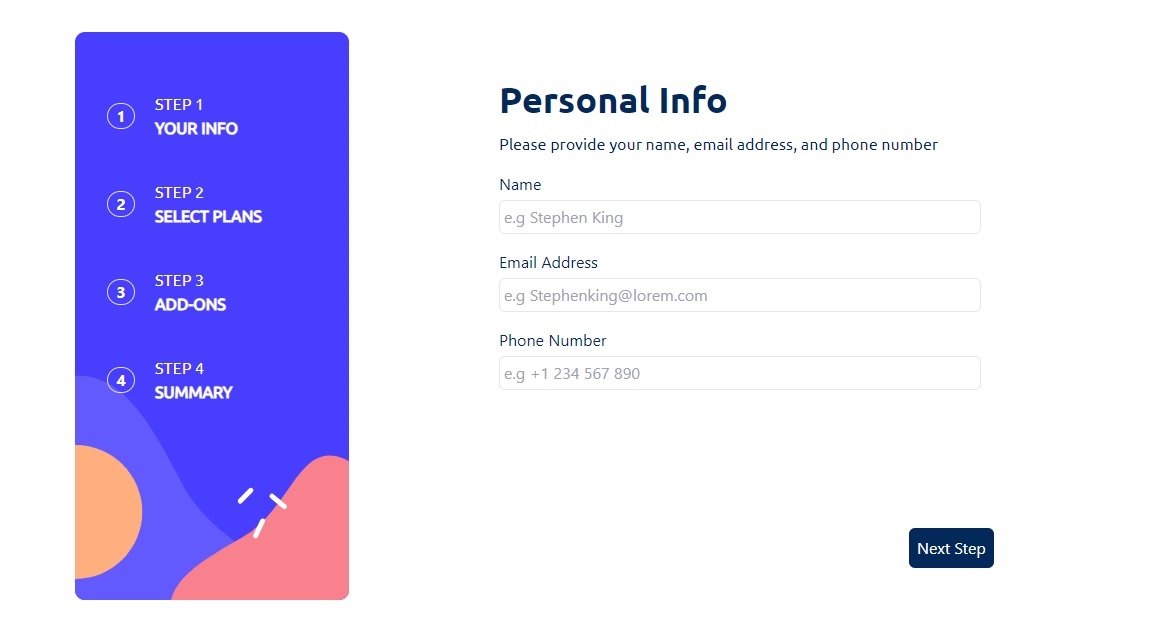 1
STEP 1
YOUR INFO
2
STEP 2
SELECT PLANS
3
STEP 3
ADD-ONS
4
STEP 4
SUMMARY
Personal Info
Please provide your name, email address, and phone number
Name
e.g Stephen King
Email Address
e.g Stephenking@lorem.com
Phone Number
e.g +1 234 567 890
Next Step